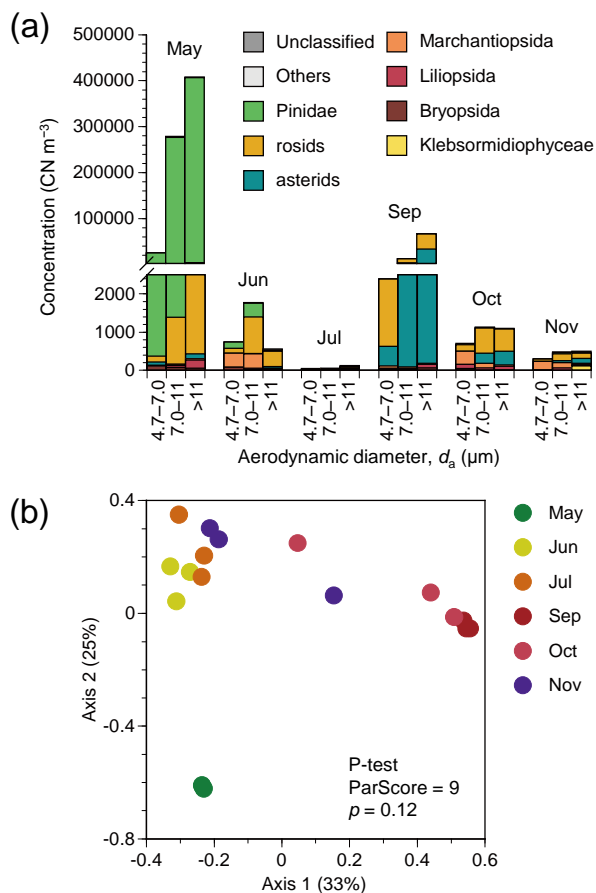 (a)
May
Unclassified
Others
Pinidae
rosids
asterids
Marchantiopsida
Liliopsida
Bryopsida
Klebsormidiophyceae
Concentration (CN m⁻³)
500000
400000
300000
200000
100000
2000
1000
0
Jun
Jul
Sep
Oct
Nov
4.7–7.0
7.0–11
>11
4.7–7.0
7.0–11
>11
4.7–7.0
7.0–11
>11
4.7–7.0
7.0–11
>11
4.7–7.0
7.0–11
>11
4.7–7.0
7.0–11
>11
Aerodynamic diameter, dₐ (μm)
(b)
Axis 2 (25%)
0.4
0
-0.4
-0.8
P-test
ParScore = 9
p = 0.12
-0.4 -0.2 0 0.2 0.4 0.6
Axis 1 (33%)
May
Jun
Jul
Sep
Oct
Nov